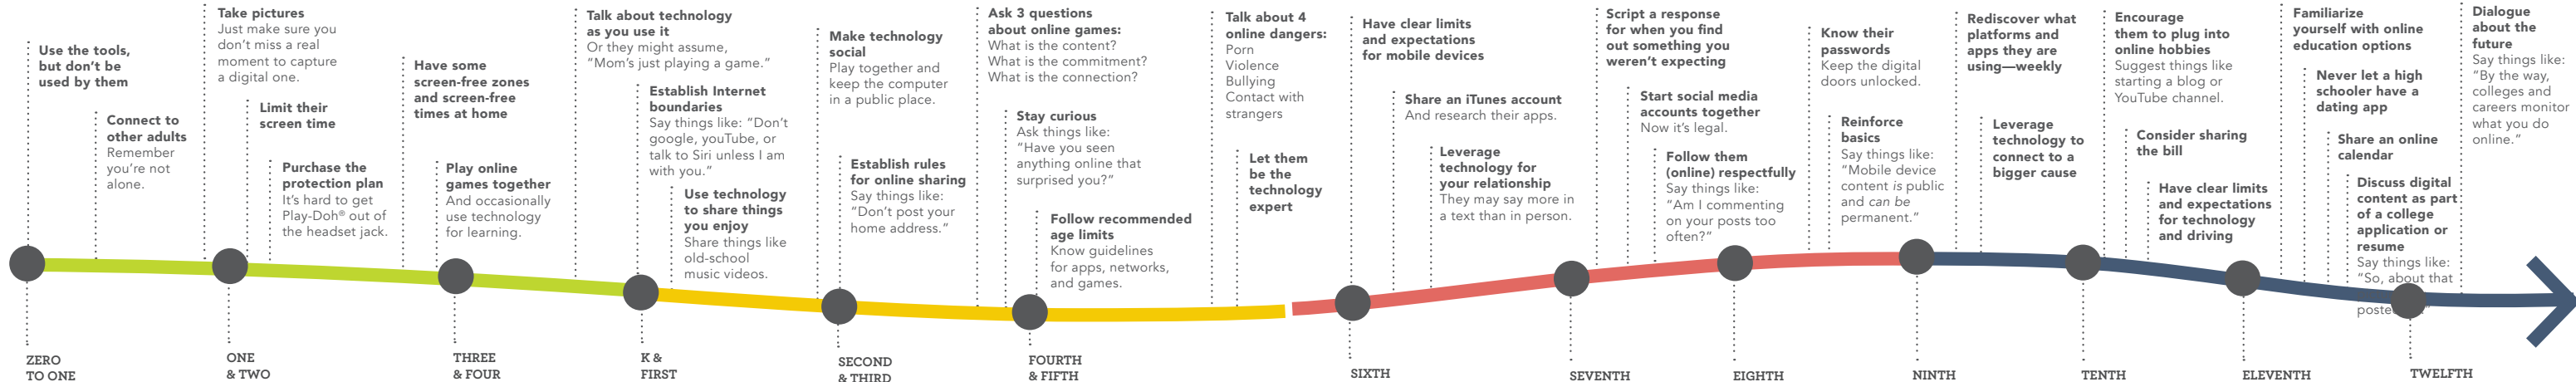 Use the tools,
but don't be
used by them
Connect to
other adults
Remember
you're not
alone.
Take pictures
Just make sure you
don't miss a real
moment to capture
a digital one.
Limit their
screen time
Purchase the
protection plan
It's hard to get
Play-Doh® out of
the headset jack.
Have some
screen-free zones
and screen-free
times at home
Play online
games together
And occasionally
use technology
for learning.
Talk about technology
as you use it
Or they might assume,
"Mom's just playing a game."
Establish Internet
boundaries
Say things like: "Don't
google, youTube, or
talk to Siri unless I am
with you."
Use technology
to share things
you enjoy
Share things like
old-school
music videos.
Make technology
social
Play together and
keep the computer
in a public place.
Establish rules
for online sharing
Say things like:
"Don't post your
home address."
Ask 3 questions
about online games:
What is the content?
What is the commitment?
What is the connection?
Stay curious
Ask things like:
"Have you seen
anything online that
surprised you?"
Follow recommended
age limits
Know guidelines
for apps, networks,
and games.
Talk about 4
online dangers:
Porn
Violence
Bullying
Contact with
strangers
Let them
be the
technology
expert
Have clear limits
and expectations
for mobile devices
Share an iTunes account
And research their apps.
Leverage
technology for
your relationship
They may say more in
a text than in person.
Script a response
for when you find
out something you
weren't expecting
Start social media
accounts together
Now it's legal.
Follow them
(online) respectfully
Say things like:
"Am I commenting
on your posts too
often?"
Know their
passwords
Keep the digital
doors unlocked.
Reinforce
basics
Say things like:
"Mobile device
content is public
and can be
permanent."
Rediscover what
platforms and
apps they are
using—weekly
Leverage
technology to
connect to a
bigger cause
Encourage
them to plug into
online hobbies
Suggest things like
starting a blog or
YouTube channel.
Consider sharing
the bill
Have clear limits
and expectations
for technology
and driving
Familiarize
yourself with online
education options
Never let a high
schooler have a
dating app
Share an online
calendar
Discuss digital
content as part
of a college
application or
resume
Say things like:
"So, about that
Dialogue
about the
future
Say things like:
"By the way,
colleges and
careers monitor
what you do
online."
ZERO
TO ONE
ONE
& TWO
THREE
& FOUR
K &
FIRST
SECOND
& THIRD
FOURTH
& FIFTH
SIXTH
SEVENTH
EIGHTH
NINTH
TENTH
ELEVENTH
TWELFTH